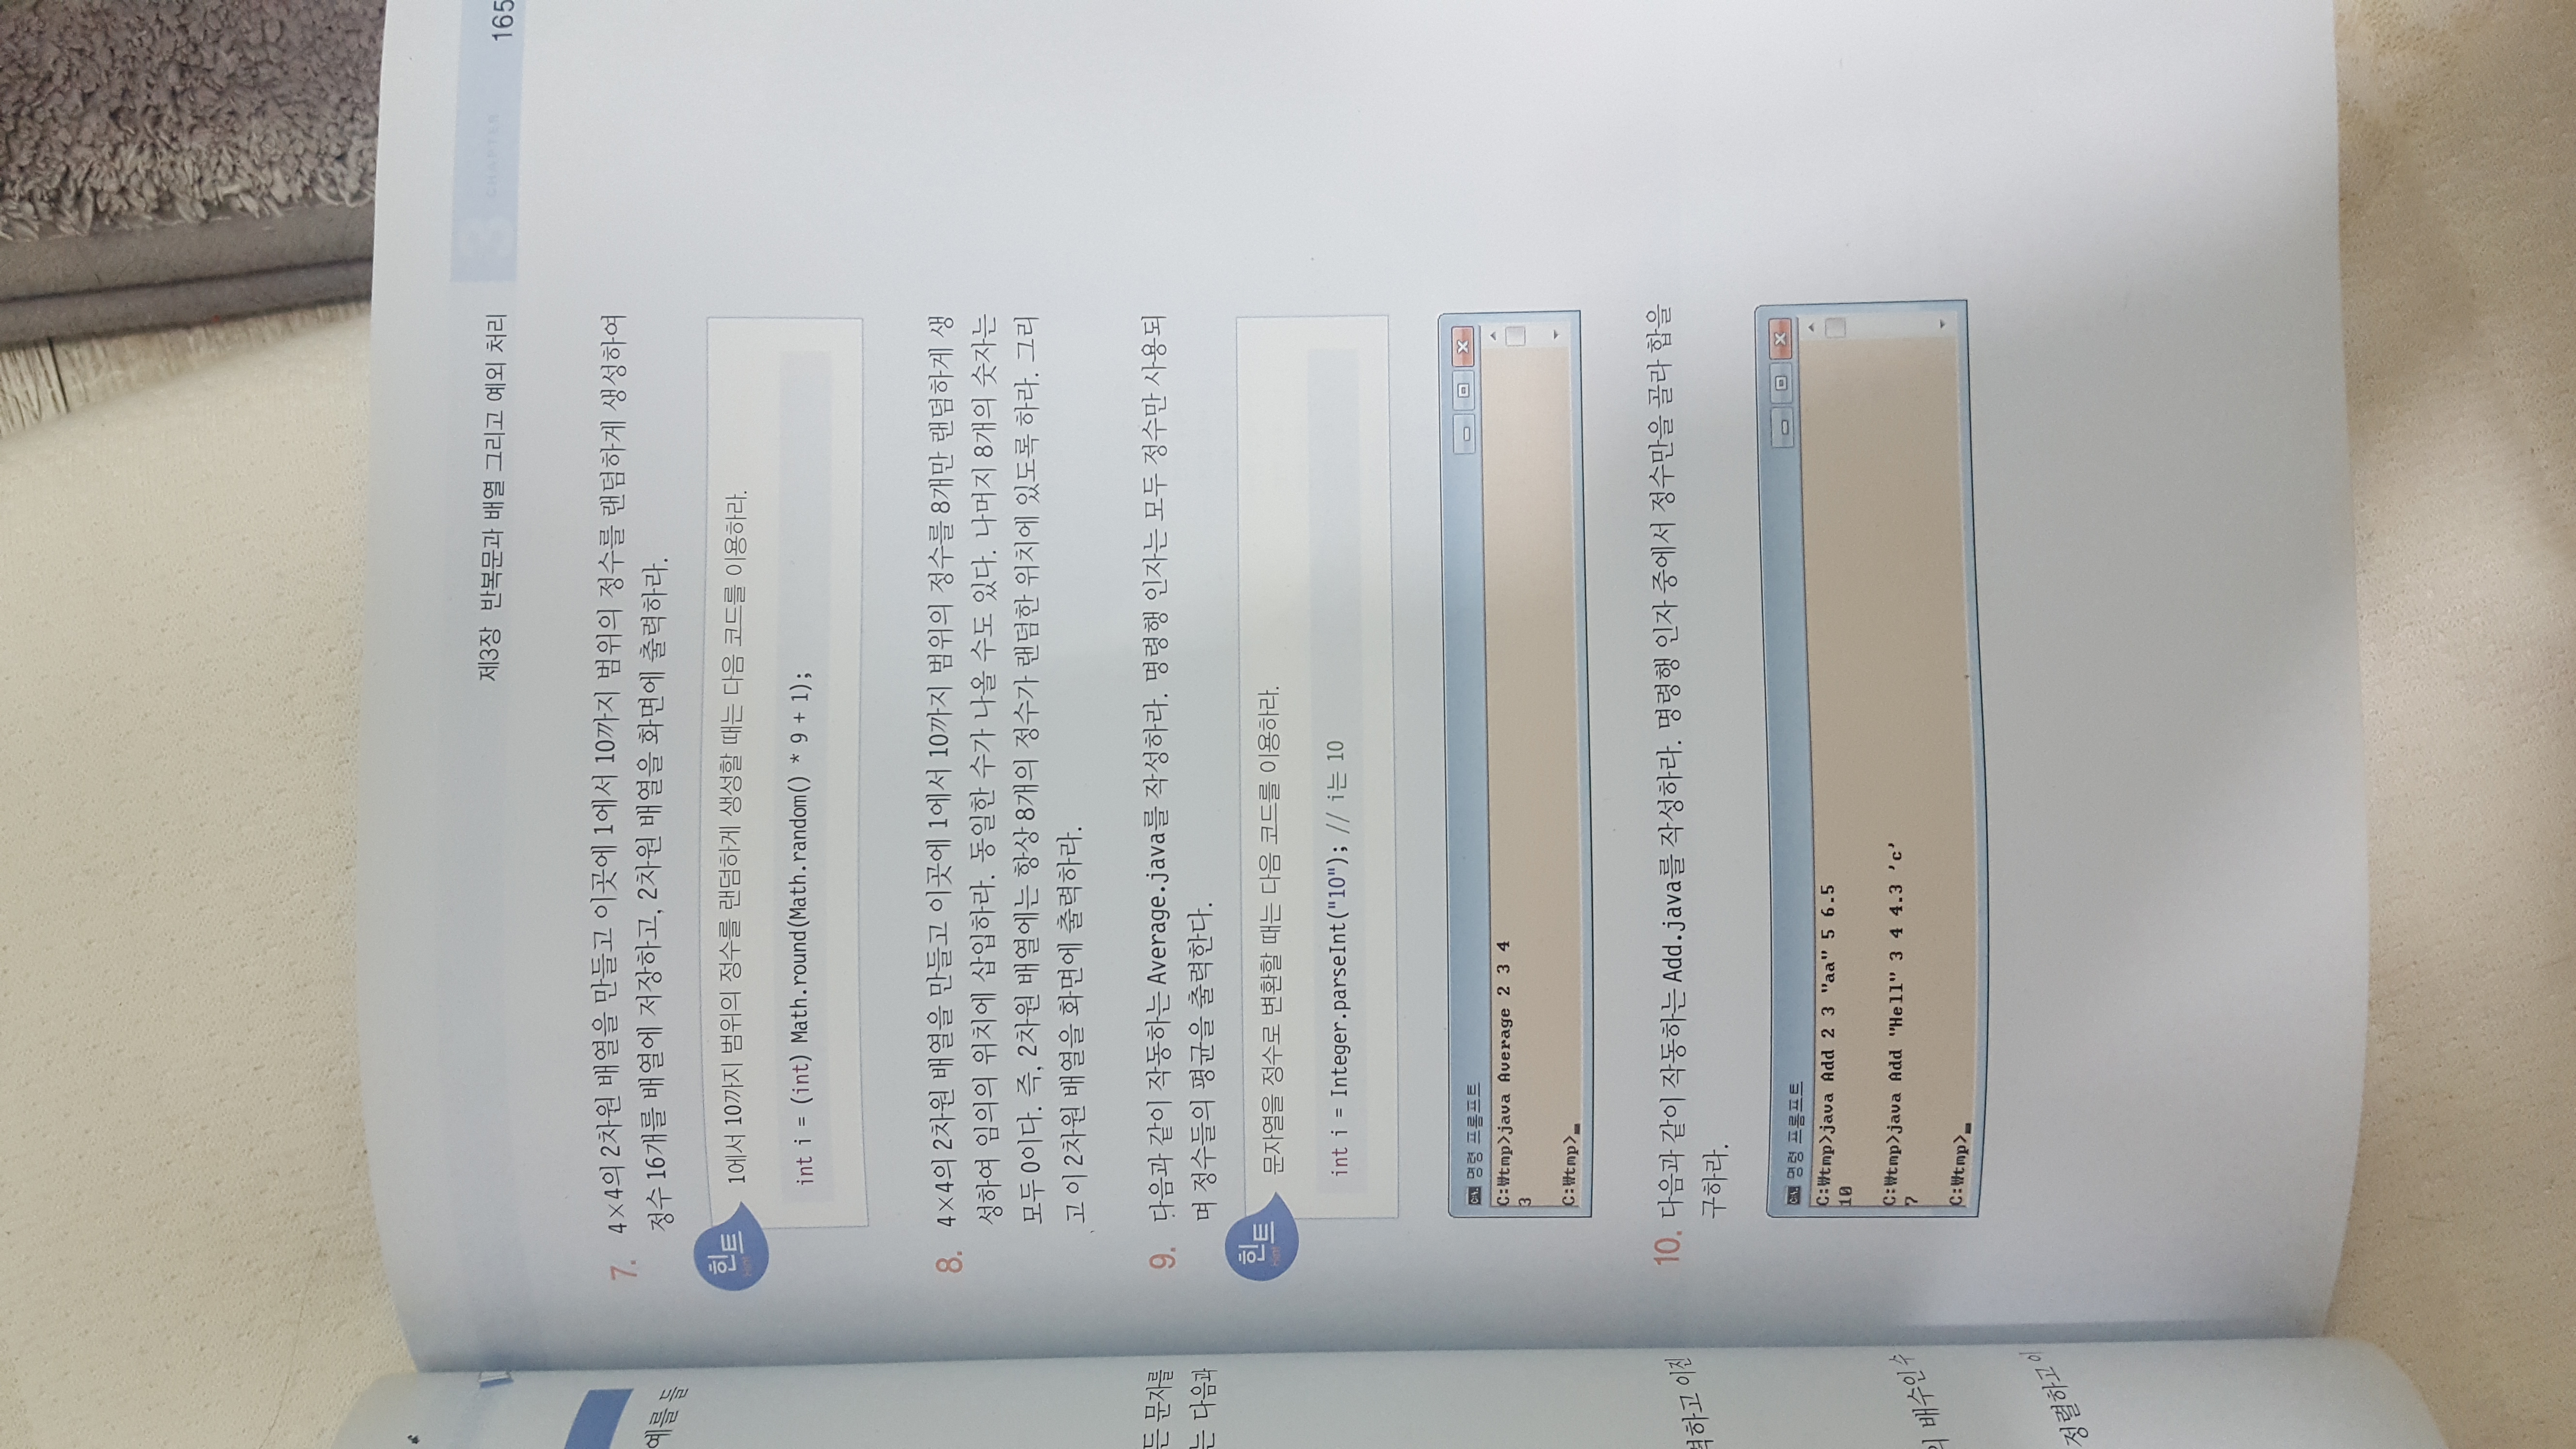 예를 들
든 문자를
는 다음과
력하고 이진
의 배수인 수
정렬하고 이
제3장 반복문과 배열 그리고 예외 처리
3 CHAPTER
165
7. 4×4의 2차원 배열을 만들고 이곳에 1에서 10까지 범위의 정수를 랜덤하게 생성하여
정수 16개를 배열에 저장하고, 2차원 배열을 화면에 출력하라.
힌트
Hint
1에서 10까지 범위의 정수를 랜덤하게 생성할 때는 다음 코드를 이용하라.
int i = (int) Math.round(Math.random() * 9 + 1);
8. 4×4의 2차원 배열을 만들고 이곳에 1에서 10까지 범위의 정수를 8개만 랜덤하게 생
성하여 임의의 위치에 삽입하라. 동일한 수가 나올 수도 있다. 나머지 8개의 숫자는
모두 0이다. 즉, 2차원 배열에는 항상 8개의 정수가 랜덤한 위치에 있도록 하라. 그리
고 이 2차원 배열을 화면에 출력하라.
9. 다음과 같이 작동하는 Average.java를 작성하라. 명령행 인자는 모두 정수만 사용되
며 정수들의 평균을 출력한다.
힌트
Hint
문자열을 정수로 변환할 때는 다음 코드를 이용하라.
int i = Integer.parseInt("10"); // i는 10
명령 프롬프트
C:₩tmp>java Average 2 3 4
3
C:₩tmp>_
10. 다음과 같이 작동하는 Add.java를 작성하라. 명령행 인자 중에서 정수만을 골라 합을
구하라.
명령 프롬프트
C:₩tmp>java Add 2 3 "aa" 5 6.5
10
C:₩tmp>java Add "Hell" 3 4 4.3 'c'
7
C:₩tmp>_